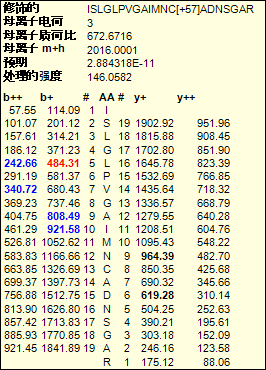 修饰的 ISLGLPVGAIMNC[+57]ADNSGAR
母离子电荷 3
母离子质荷比 672.6716
母离子 m+h 2016.0001
预期 2.884318E-11
处理的强度 146.0582
b++ b+ # AA # y+ y++
57.55 114.09 1 I
101.07 201.12 2 S 19 1902.92 951.96
157.61 314.21 3 L 18 1815.88 908.45
186.12 371.23 4 G 17 1702.80 851.90
242.66 484.31 5 L 16 1645.78 823.39
291.19 581.37 6 P 15 1532.69 766.85
340.72 680.43 7 V 14 1435.64 718.32
369.23 737.46 8 G 13 1336.57 668.79
404.75 808.49 9 A 12 1279.55 640.28
461.29 921.58 10 I 11 1208.51 604.76
526.81 1052.62 11 M 10 1095.43 548.22
583.83 1166.66 12 N 9 964.39 482.70
663.85 1326.69 13 C 8 850.35 425.68
699.37 1397.73 14 A 7 690.32 345.66
756.88 1512.75 15 D 6 619.28 310.14
813.90 1626.80 16 N 5 504.25 252.63
857.42 1713.83 17 S 4 390.21 195.61
885.93 1770.85 18 G 3 303.18 152.09
921.45 1841.89 19 A 2 246.16 123.58
R 1 175.12 88.06